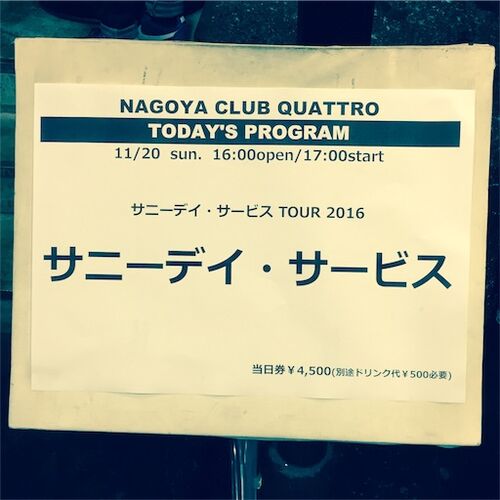 NAGOYA CLUB QUATTRO
TODAY'S PROGRAM
11/20 sun. 16:00open/17:00start
サニーデイ・サービス TOUR 2016
サニーデイ・サービス
当日券￥4,500(別途ドリンク代￥500必要)